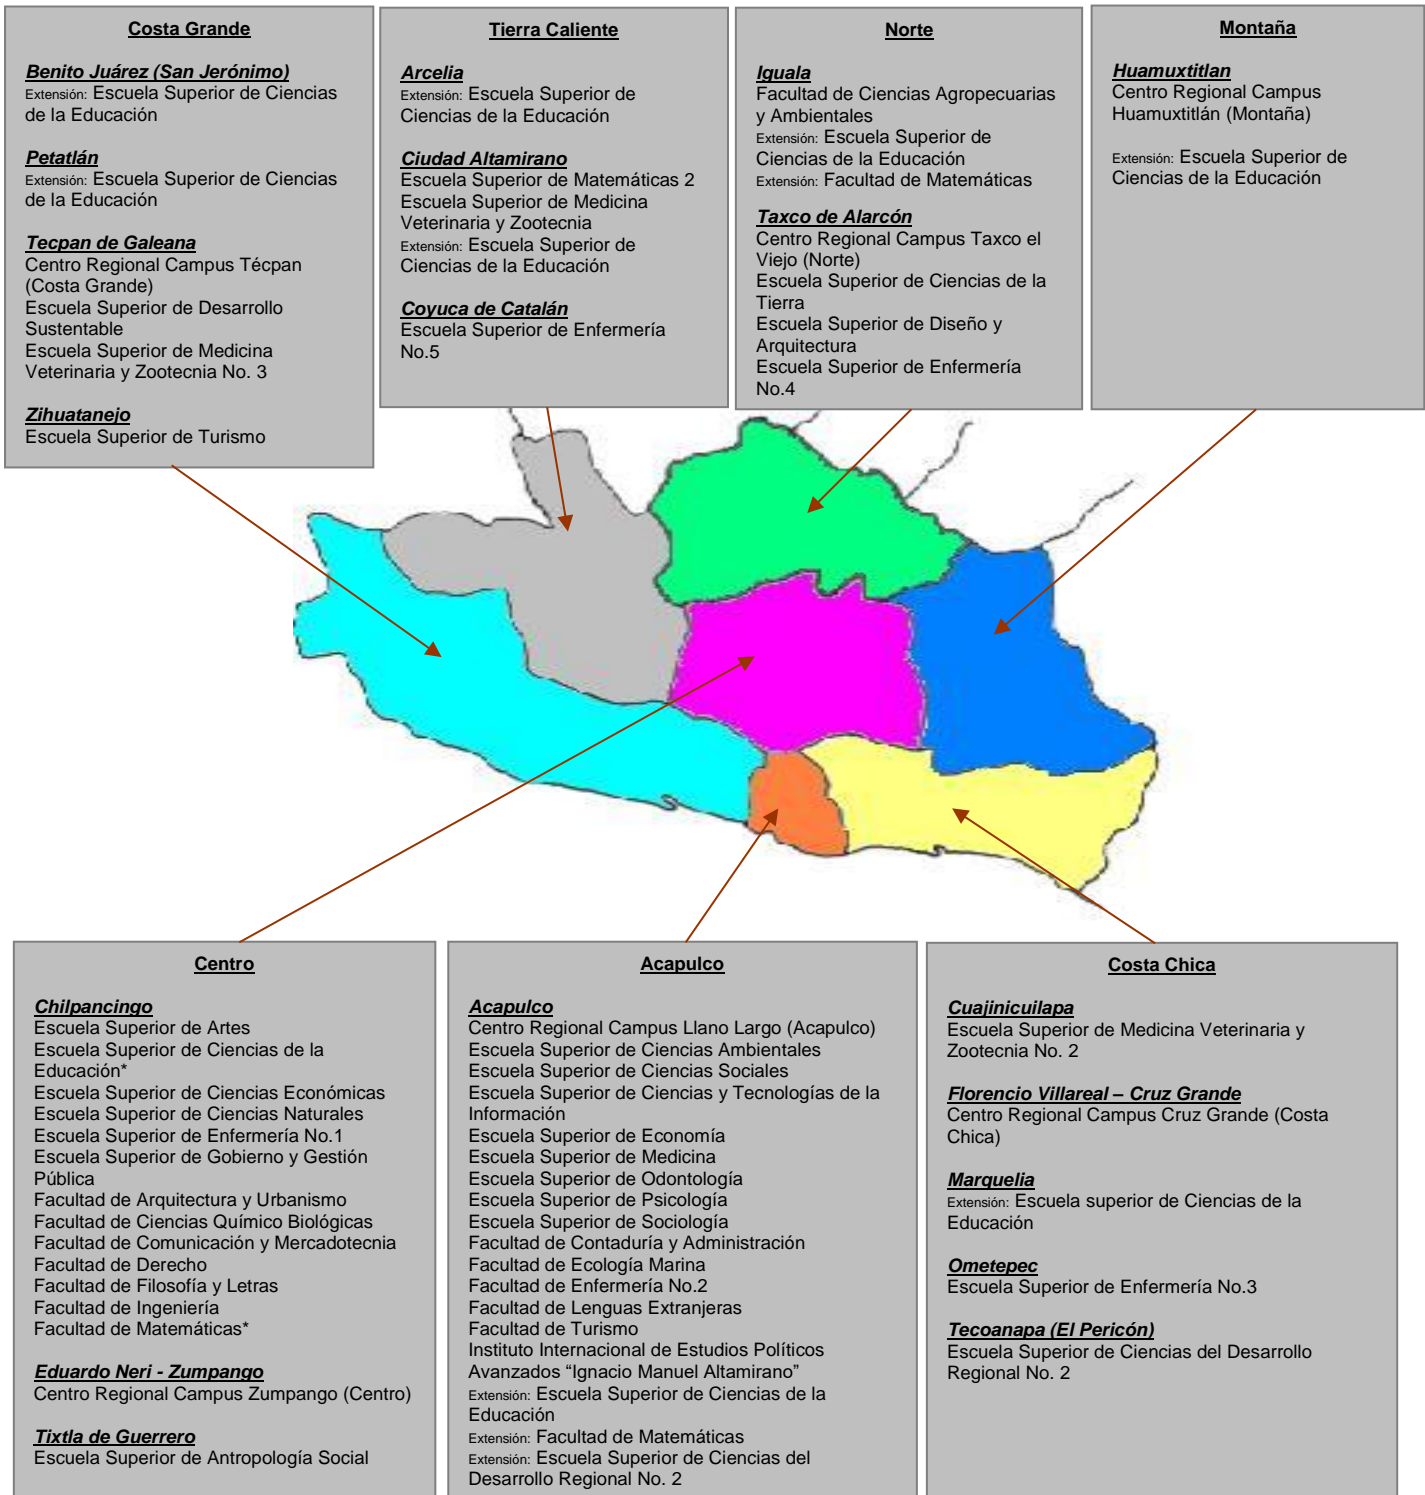 Costa Grande
Benito Juárez (San Jerónimo)
Extensión: Escuela Superior de Ciencias
de la Educación
Petatlán
Extensión: Escuela Superior de Ciencias
de la Educación
Tecpan de Galeana
Centro Regional Campus Técpan
(Costa Grande)
Escuela Superior de Desarrollo
Sustentable
Escuela Superior de Medicina
Veterinaria y Zootecnia No. 3
Zihuatanejo
Escuela Superior de Turismo
Tierra Caliente
Arcelia
Extensión: Escuela Superior de
Ciencias de la Educación
Ciudad Altamirano
Escuela Superior de Matemáticas 2
Escuela Superior de Medicina
Veterinaria y Zootecnia
Extensión: Escuela Superior de
Ciencias de la Educación
Coyuca de Catalán
Escuela Superior de Enfermería
No.5
Norte
Iguala
Facultad de Ciencias Agropecuarias
y Ambientales
Extensión: Escuela Superior de
Ciencias de la Educación
Extensión: Facultad de Matemáticas
Taxco de Alarcón
Centro Regional Campus Taxco el
Viejo (Norte)
Escuela Superior de Ciencias de la
Tierra
Escuela Superior de Diseño y
Arquitectura
Escuela Superior de Enfermería
No.4
Montaña
Huamuxtitlan
Centro Regional Campus
Huamuxtitlán (Montaña)
Extensión: Escuela Superior de
Ciencias de la Educación
Centro
Chilpancingo
Escuela Superior de Artes
Escuela Superior de Ciencias de la
Educación*
Escuela Superior de Ciencias Económicas
Escuela Superior de Ciencias Naturales
Escuela Superior de Enfermería No.1
Escuela Superior de Gobierno y Gestión
Pública
Facultad de Arquitectura y Urbanismo
Facultad de Ciencias Químico Biológicas
Facultad de Comunicación y Mercadotecnia
Facultad de Derecho
Facultad de Filosofía y Letras
Facultad de Ingeniería
Facultad de Matemáticas*
Eduardo Neri - Zumpango
Centro Regional Campus Zumpango (Centro)
Tixtla de Guerrero
Escuela Superior de Antropología Social
Acapulco
Acapulco
Centro Regional Campus Llano Largo (Acapulco)
Escuela Superior de Ciencias Ambientales
Escuela Superior de Ciencias Sociales
Escuela Superior de Ciencias y Tecnologías de la
Información
Escuela Superior de Economía
Escuela Superior de Medicina
Escuela Superior de Odontología
Escuela Superior de Psicología
Escuela Superior de Sociología
Facultad de Contaduría y Administración
Facultad de Ecología Marina
Facultad de Enfermería No.2
Facultad de Lenguas Extranjeras
Facultad de Turismo
Instituto Internacional de Estudios Políticos
Avanzados “Ignacio Manuel Altamirano”
Extensión: Escuela Superior de Ciencias de la
Educación
Extensión: Facultad de Matemáticas
Extensión: Escuela Superior de Ciencias del
Desarrollo Regional No. 2
Costa Chica
Cuajinicuilapa
Escuela Superior de Medicina Veterinaria y
Zootecnia No. 2
Florencio Villareal – Cruz Grande
Centro Regional Campus Cruz Grande (Costa
Chica)
Marquelia
Extensión: Escuela superior de Ciencias de la
Educación
Ometepec
Escuela Superior de Enfermería No.3
Tecoanapa (El Pericón)
Escuela Superior de Ciencias del Desarrollo
Regional No. 2